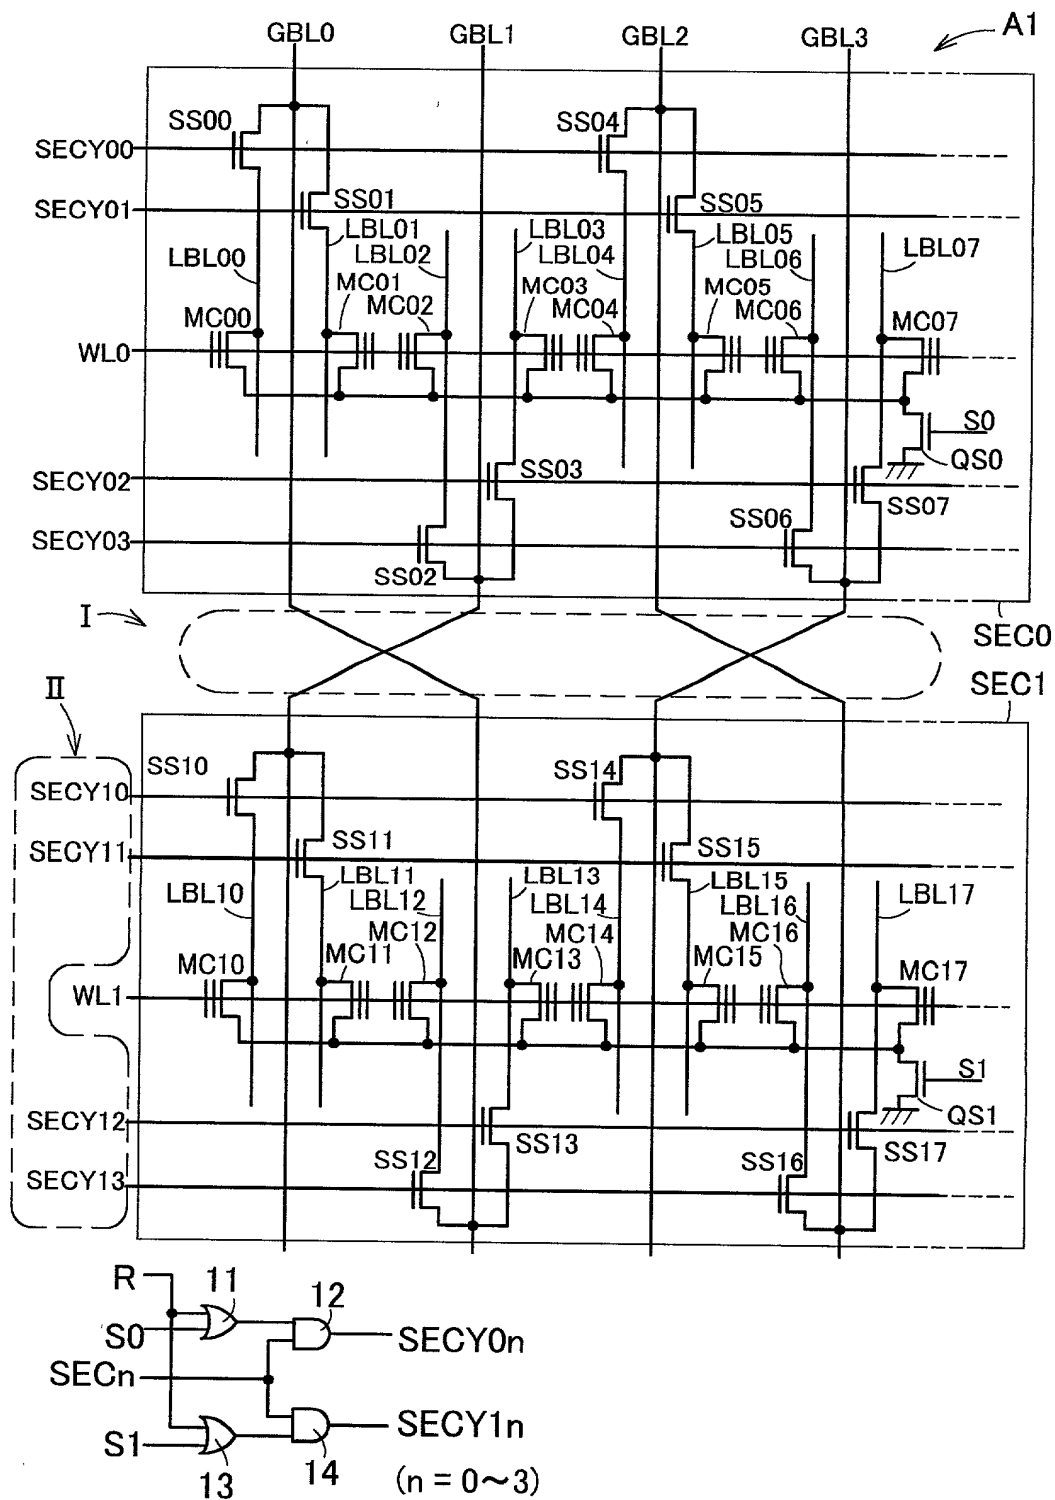 GBL0 GBL1 GBL2 GBL3 A1
SS00 SS04
SECY00
SECY01 SS01 SS05
LBL00 LBL01 LBL02 LBL03 LBL04 LBL05 LBL06 LBL07
MC00 MC01 MC02 MC03 MC04 MC05 MC06 MC07
WL0
S0
QS0
SECY02 SS03 SS07
SECY03 SS02 SS06
I
SEC0
SEC1
II
SS10 SS14
SECY10
SECY11 SS11 SS15
LBL10 LBL11 LBL12 LBL13 LBL14 LBL15 LBL16 LBL17
MC10 MC11 MC12 MC13 MC14 MC15 MC16 MC17
WL1
S1
QS1
SECY12 SS13 SS17
SECY13 SS12 SS16
R 11 12
S0 SECY0n
SECn
SECY1n
S1 13 14
(n = 0～3)